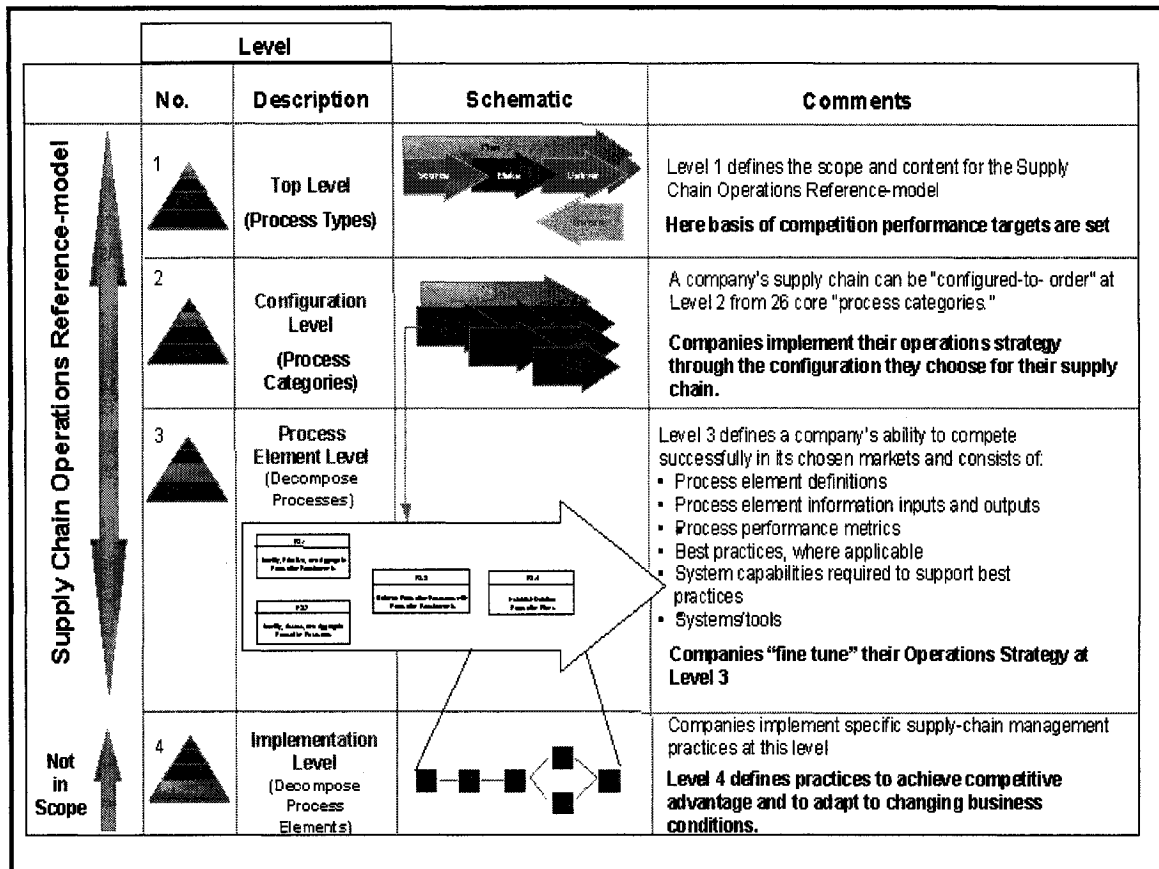 Level
No.
Description
Schematic
Comments
Supply Chain Operations Reference-model
1
Top Level
(Process Types)
Source
Make
Deliver
Level 1 defines the scope and content for the Supply
Chain Operations Reference-model
Here basis of competition performance targets are set
2
Configuration
Level
(Process
Categories)
A company's supply chain can be "configured-to- order" at
Level 2 from 26 core "process categories."
Companies implement their operations strategy
through the configuration they choose for their supply
chain.
3
Process
Element Level
(Decompose
Processes)
Level 3 defines a company's ability to compete
successfully in its chosen markets and consists of:
• Process element definitions
• Process element information inputs and outputs
• Process performance metrics
• Best practices, where applicable
• System capabilities required to support best
practices
• Systems/tools
Companies "fine tune" their Operations Strategy at
Level 3
Not
in
Scope
4
Implementation
Level
(Decompose
Process
Elements)
Companies implement specific supply-chain management
practices at this level
Level 4 defines practices to achieve competitive
advantage and to adapt to changing business
conditions.